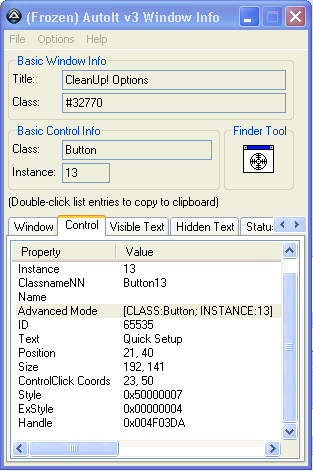 (Frozen) AutoIt v3 Window Info
File Options Help
Basic Window Info
Title: CleanUp! Options
Class: #32770
Basic Control Info
Finder Tool
Class: Button
Instance: 13
(Double-click list entries to copy to clipboard)
Window Control Visible Text Hidden Text Status
Property Value
Instance 13
ClassnameNN Button13
Name
Advanced Mode [CLASS:Button; INSTANCE:13]
ID 65535
Text Quick Setup
Position 21, 40
Size 192, 141
ControlClick Coords 23, 50
Style 0x50000007
ExStyle 0x00000004
Handle 0x004F03DA